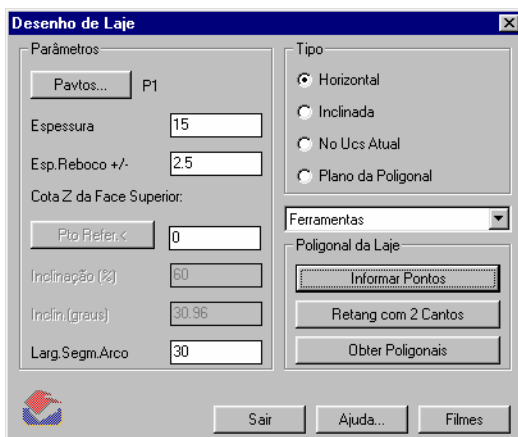 Desenho de Laje
Parâmetros
Pavtos... P1
Espessura 15
Esp.Reboco +/- 2.5
Cota Z da Face Superior:
Pto Refer.< 0
Inclinação (%) 60
Inclin.(graus) 30.96
Larg.Segm.Arco 30
Tipo
Horizontal
Inclinada
No Ucs Atual
Plano da Poligonal
Ferramentas
Poligonal da Laje
Informar Pontos
Retang com 2 Cantos
Obter Poligonais
Sair Ajuda... Filmes